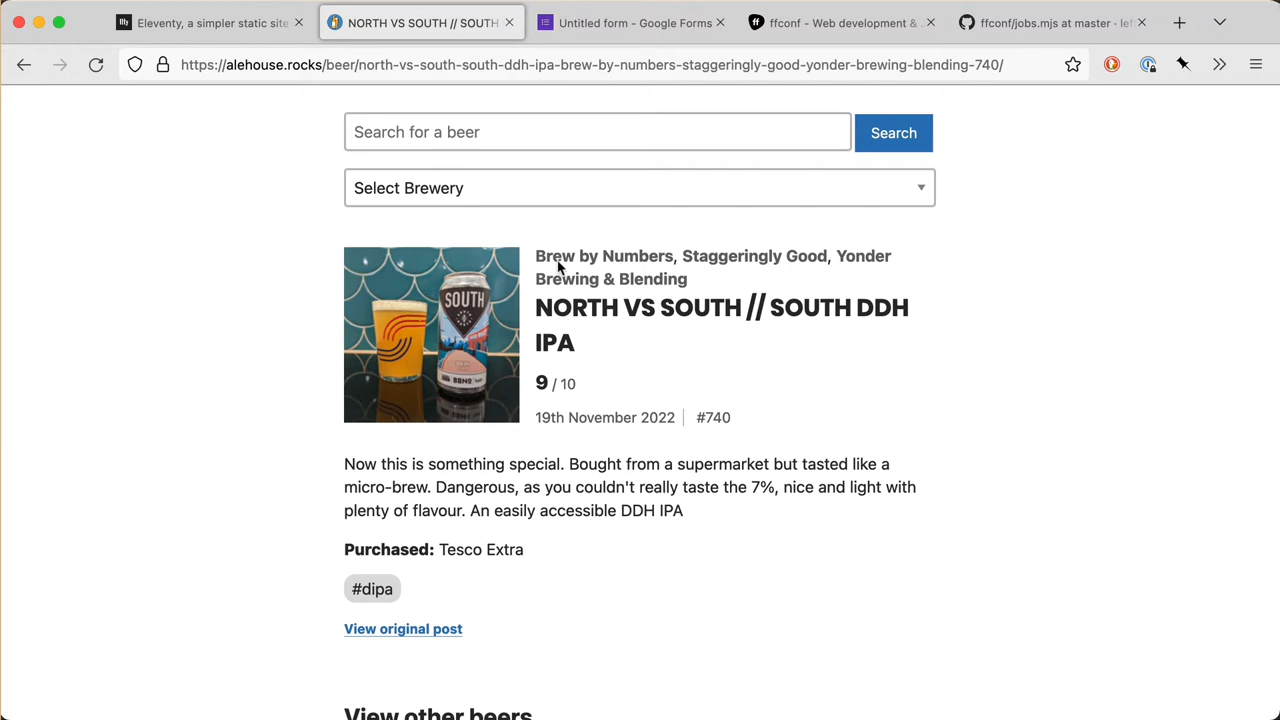 Eleventy, a simpler static site
NORTH VS SOUTH // SOUTH
Untitled form - Google Forms
ffconf - Web development &
ffconf/jobs.mjs at master · lef
https://alehouse.rocks/beer/north-vs-south-south-ddh-ipa-brew-by-numbers-staggeringly-good-yonder-brewing-blending-740/
Search for a beer
Search
Select Brewery
Brew by Numbers, Staggeringly Good, Yonder
Brewing & Blending
NORTH VS SOUTH // SOUTH DDH
IPA
9 / 10
19th November 2022
#740
SOUTH
BBNo
Now this is something special. Bought from a supermarket but tasted like a
micro-brew. Dangerous, as you couldn't really taste the 7%, nice and light with
plenty of flavour. An easily accessible DDH IPA
Purchased: Tesco Extra
#dipa
View original post
View other beers